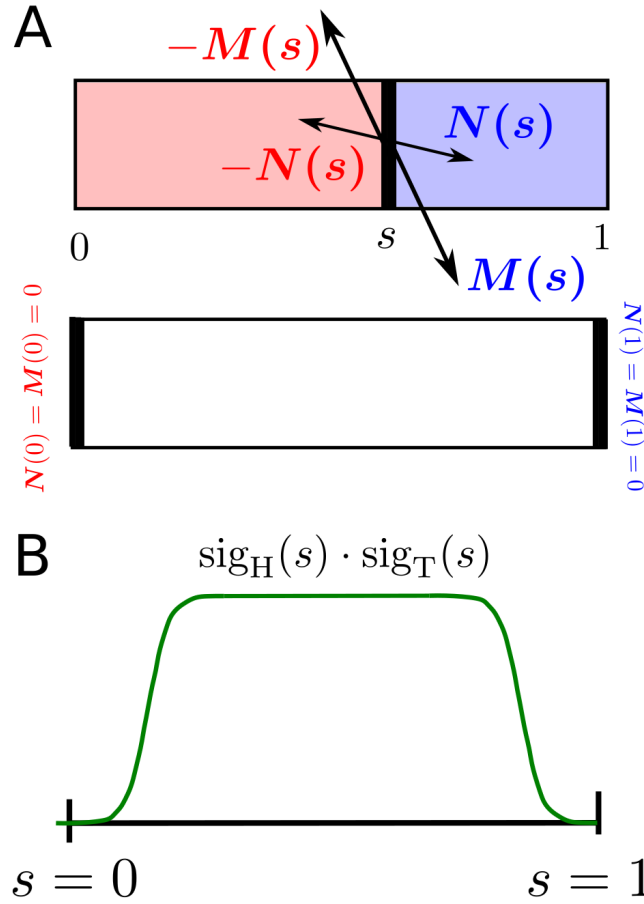 A
-M(s)
N(s)
-N(s)
0
s
1
M(s)
N(0) = M(0) = 0
N(1) = M(1) = 0
B
sig_H(s) · sig_T(s)
s = 0
s = 1